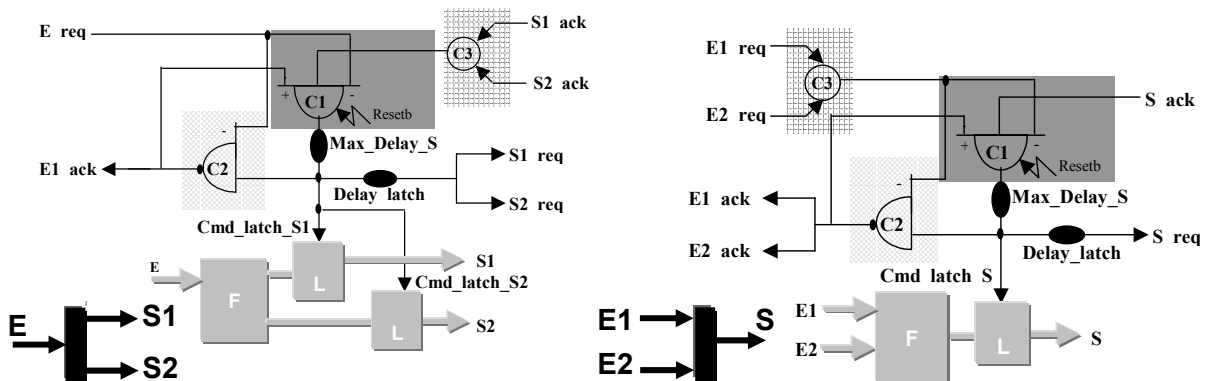 E req
S1 ack
C3
S2 ack
+
C1
-
Resetb
-
Max_Delay_S
E1 ack
C2
S1 req
Delay_latch
S2 req
Cmd_latch_S1
E
F
L
S1
Cmd_latch_S2
L
S2
E
S1
S2
E1 req
C3
E2 req
S ack
+
C1
-
Resetb
-
Max_Delay_S
E1 ack
C2
E2 ack
Delay_latch
S req
Cmd latch S
E1
E2
F
L
S
E1
E2
S